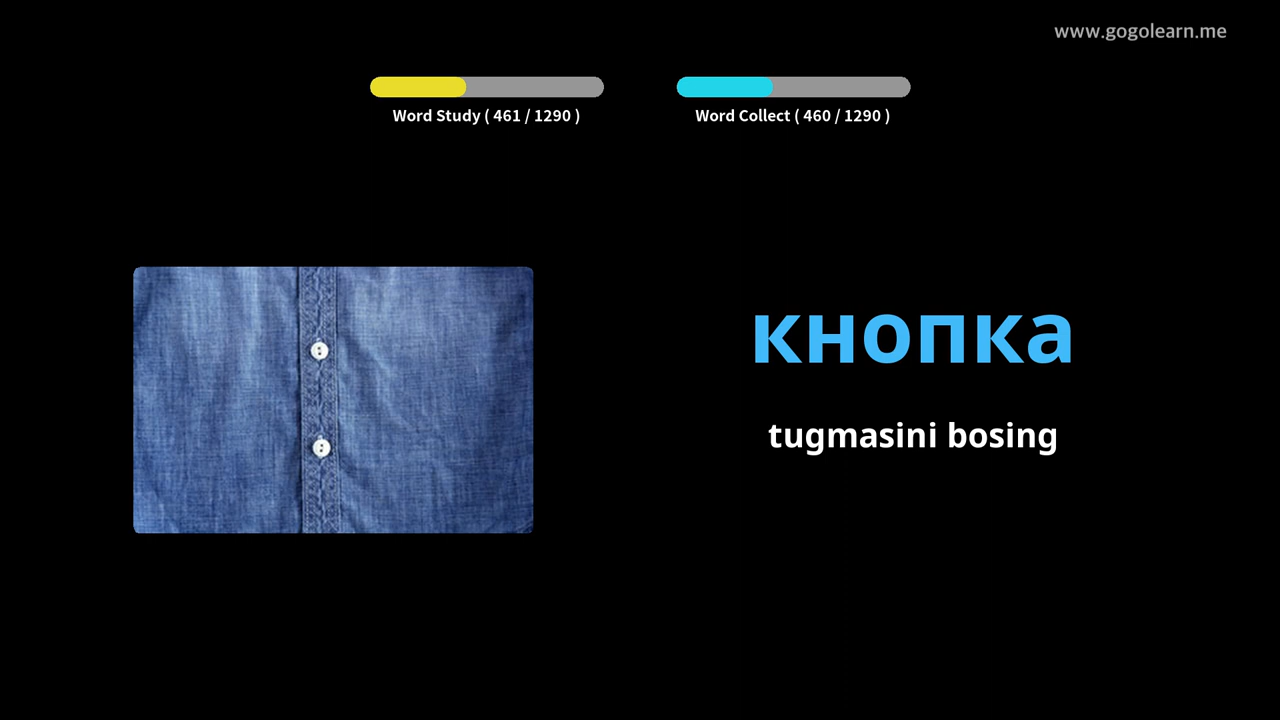 www.gogolearn.me
Word Study ( 461 / 1290 )
Word Collect ( 460 / 1290 )
кнопка
tugmasini bosing